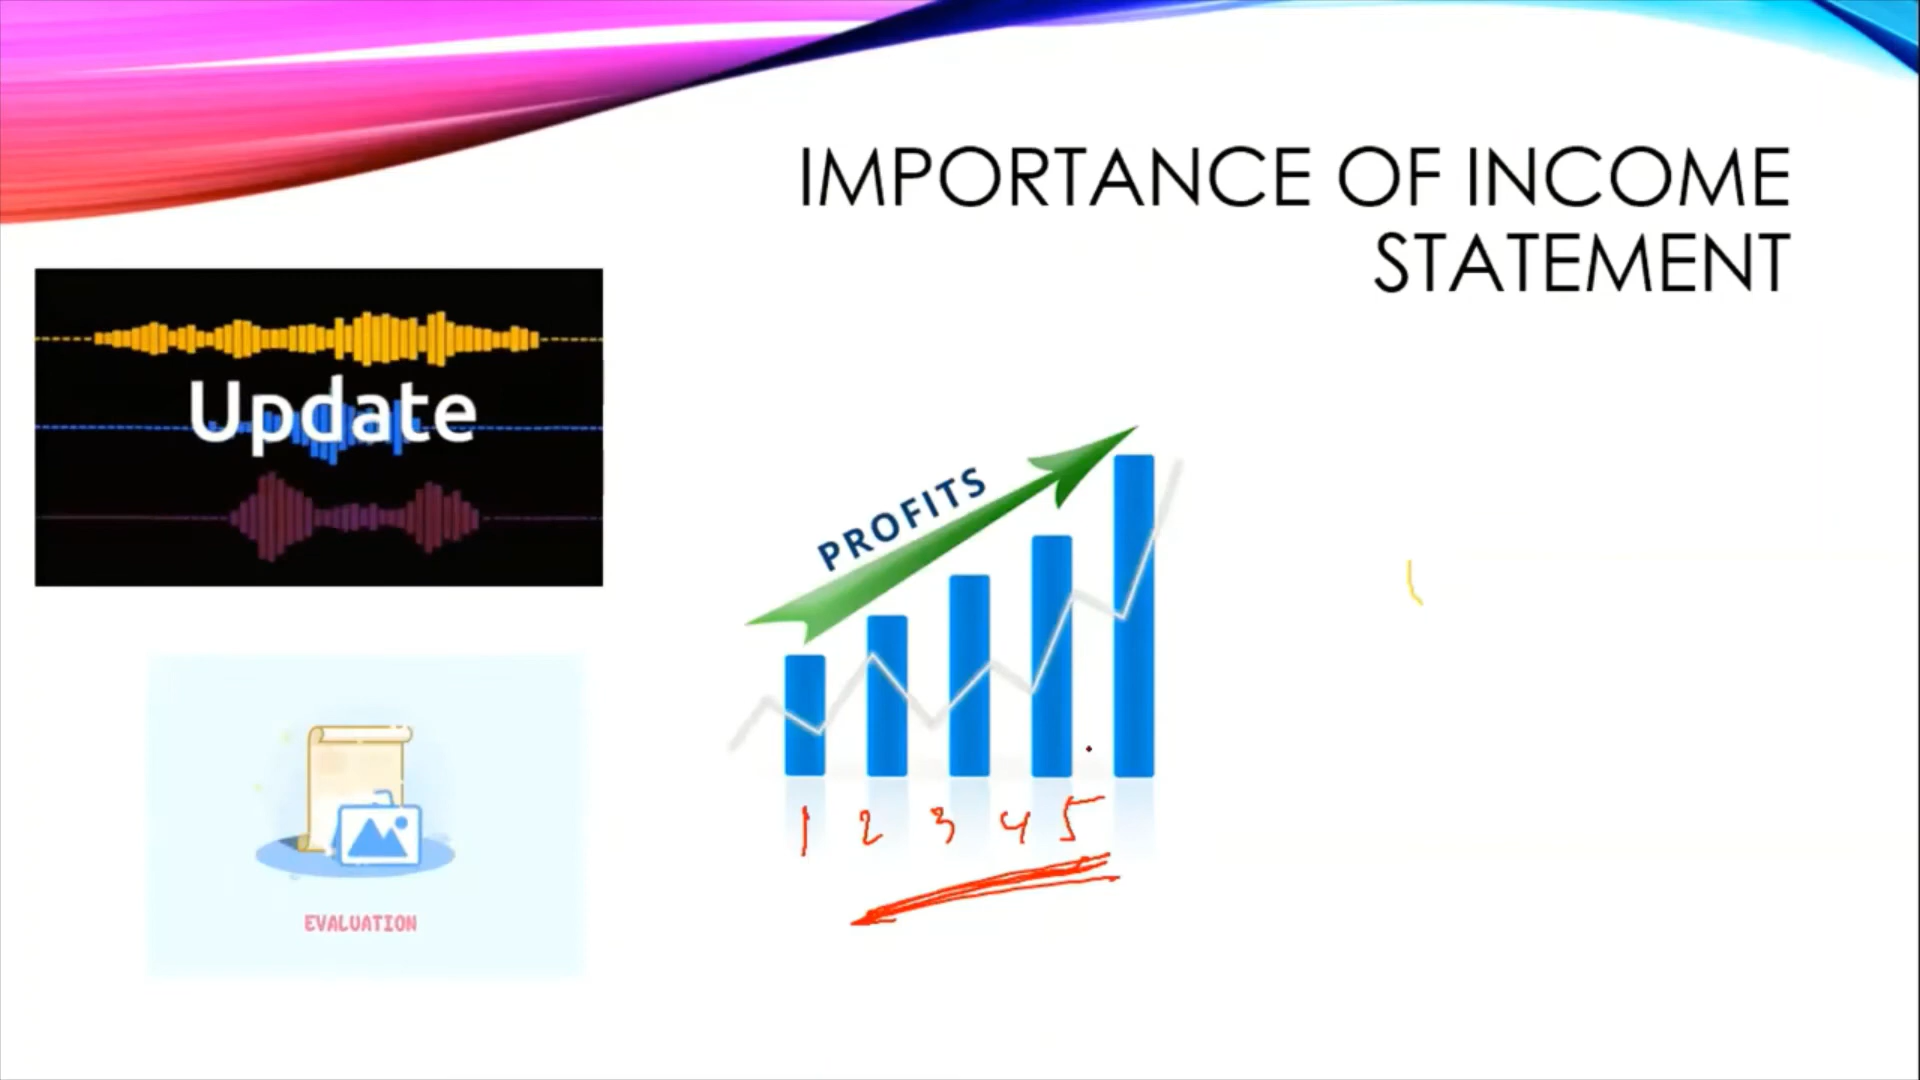 IMPORTANCE OF INCOME
STATEMENT
Update
PROFITS
1 2 3 4 5
EVALUATION